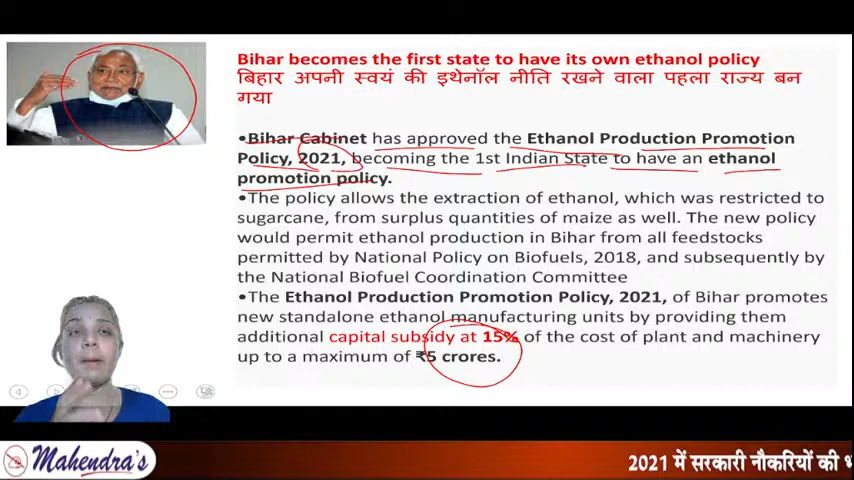 Bihar becomes the first state to have its own ethanol policy
बिहार अपनी स्वयं की इथेनॉल नीति रखने वाला पहला राज्य बन
गया
•Bihar Cabinet has approved the Ethanol Production Promotion
Policy, 2021, becoming the 1st Indian State to have an ethanol
promotion policy.
•The policy allows the extraction of ethanol, which was restricted to
sugarcane, from surplus quantities of maize as well. The new policy
would permit ethanol production in Bihar from all feedstocks
permitted by National Policy on Biofuels, 2018, and subsequently by
the National Biofuel Coordination Committee
•The Ethanol Production Promotion Policy, 2021, of Bihar promotes
new standalone ethanol manufacturing units by providing them
additional capital subsidy at 15% of the cost of plant and machinery
up to a maximum of ₹5 crores.
Mahendra's
2021 में सरकारी नौकरियों की